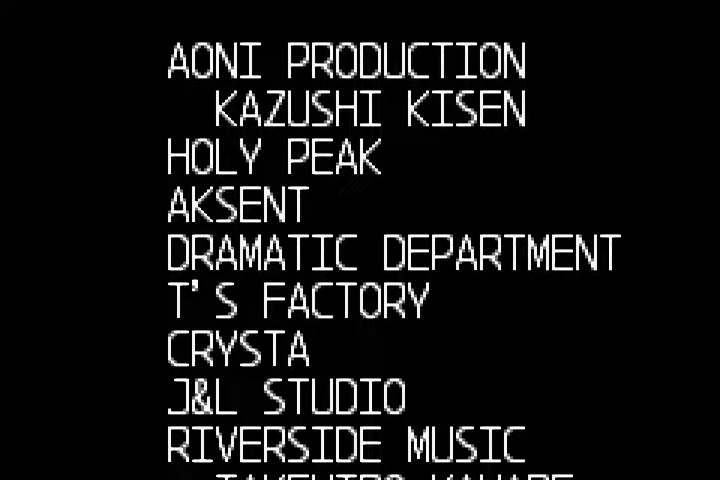 AONI PRODUCTION
KAZUSHI KISEN
HOLY PEAK
AKSENT
DRAMATIC DEPARTMENT
T'S FACTORY
CRYSTA
J&L STUDIO
RIVERSIDE MUSIC